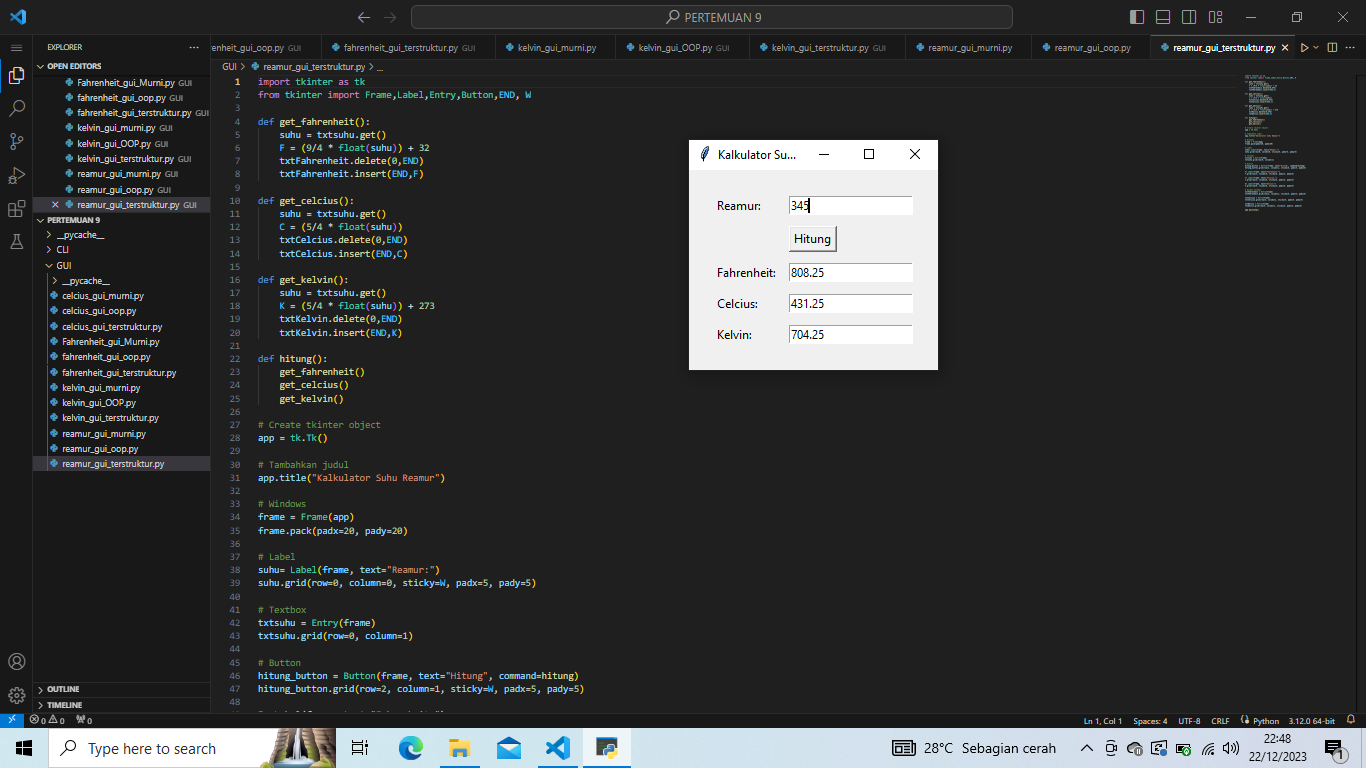 PERTEMUAN 9
EXPLORER
OPEN EDITORS
Fahrenheit_gui_Murni.py GUI
fahrenheit_gui_oop.py GUI
fahrenheit_gui_terstruktur.py GUI
kelvin_gui_murni.py GUI
kelvin_gui_OOP.py GUI
kelvin_gui_terstruktur.py GUI
reamur_gui_murni.py GUI
reamur_gui_oop.py GUI
reamur_gui_terstruktur.py GUI
PERTEMUAN 9
__pycache__
CLI
GUI
__pycache__
celcius_gui_murni.py
celcius_gui_oop.py
celcius_gui_terstruktur.py
Fahrenheit_gui_Murni.py
fahrenheit_gui_oop.py
fahrenheit_gui_terstruktur.py
kelvin_gui_murni.py
kelvin_gui_OOP.py
kelvin_gui_terstruktur.py
reamur_gui_murni.py
reamur_gui_oop.py
reamur_gui_terstruktur.py
OUTLINE
TIMELINE
enheit_gui_oop.py GUI fahrenheit_gui_terstruktur.py GUI kelvin_gui_murni.py kelvin_gui_OOP.py GUI kelvin_gui_terstruktur.py GUI reamur_gui_murni.py reamur_gui_oop.py reamur_gui_terstruktur.py
GUI > reamur_gui_terstruktur.py > ...
1 import tkinter as tk
2 from tkinter import Frame,Label,Entry,Button,END, W
3
4 def get_fahrenheit():
5 suhu = txtsuhu.get()
6 F = (9/4 * float(suhu)) + 32
7 txtFahrenheit.delete(0,END)
8 txtFahrenheit.insert(END,F)
9
10 def get_celcius():
11 suhu = txtsuhu.get()
12 C = (5/4 * float(suhu))
13 txtCelcius.delete(0,END)
14 txtCelcius.insert(END,C)
15
16 def get_kelvin():
17 suhu = txtsuhu.get()
18 K = (5/4 * float(suhu)) + 273
19 txtKelvin.delete(0,END)
20 txtKelvin.insert(END,K)
21
22 def hitung():
23 get_fahrenheit()
24 get_celcius()
25 get_kelvin()
26
27 # Create tkinter object
28 app = tk.Tk()
29
30 # Tambahkan judul
31 app.title("Kalkulator Suhu Reamur")
32
33 # Windows
34 frame = Frame(app)
35 frame.pack(padx=20, pady=20)
36
37 # Label
38 suhu= Label(frame, text="Reamur:")
39 suhu.grid(row=0, column=0, sticky=W, padx=5, pady=5)
40
41 # Textbox
42 txtsuhu = Entry(frame)
43 txtsuhu.grid(row=0, column=1)
44
45 # Button
46 hitung_button = Button(frame, text="Hitung", command=hitung)
47 hitung_button.grid(row=2, column=1, sticky=W, padx=5, pady=5)
48
Kalkulator Su...
Reamur: 345
Hitung
Fahrenheit: 808.25
Celcius: 431.25
Kelvin: 704.25
0 0 0
Ln 1, Col 1 Spaces: 4 UTF-8 CRLF Python 3.12.0 64-bit
Type here to search
28°C Sebagian cerah
22:48
22/12/2023
1